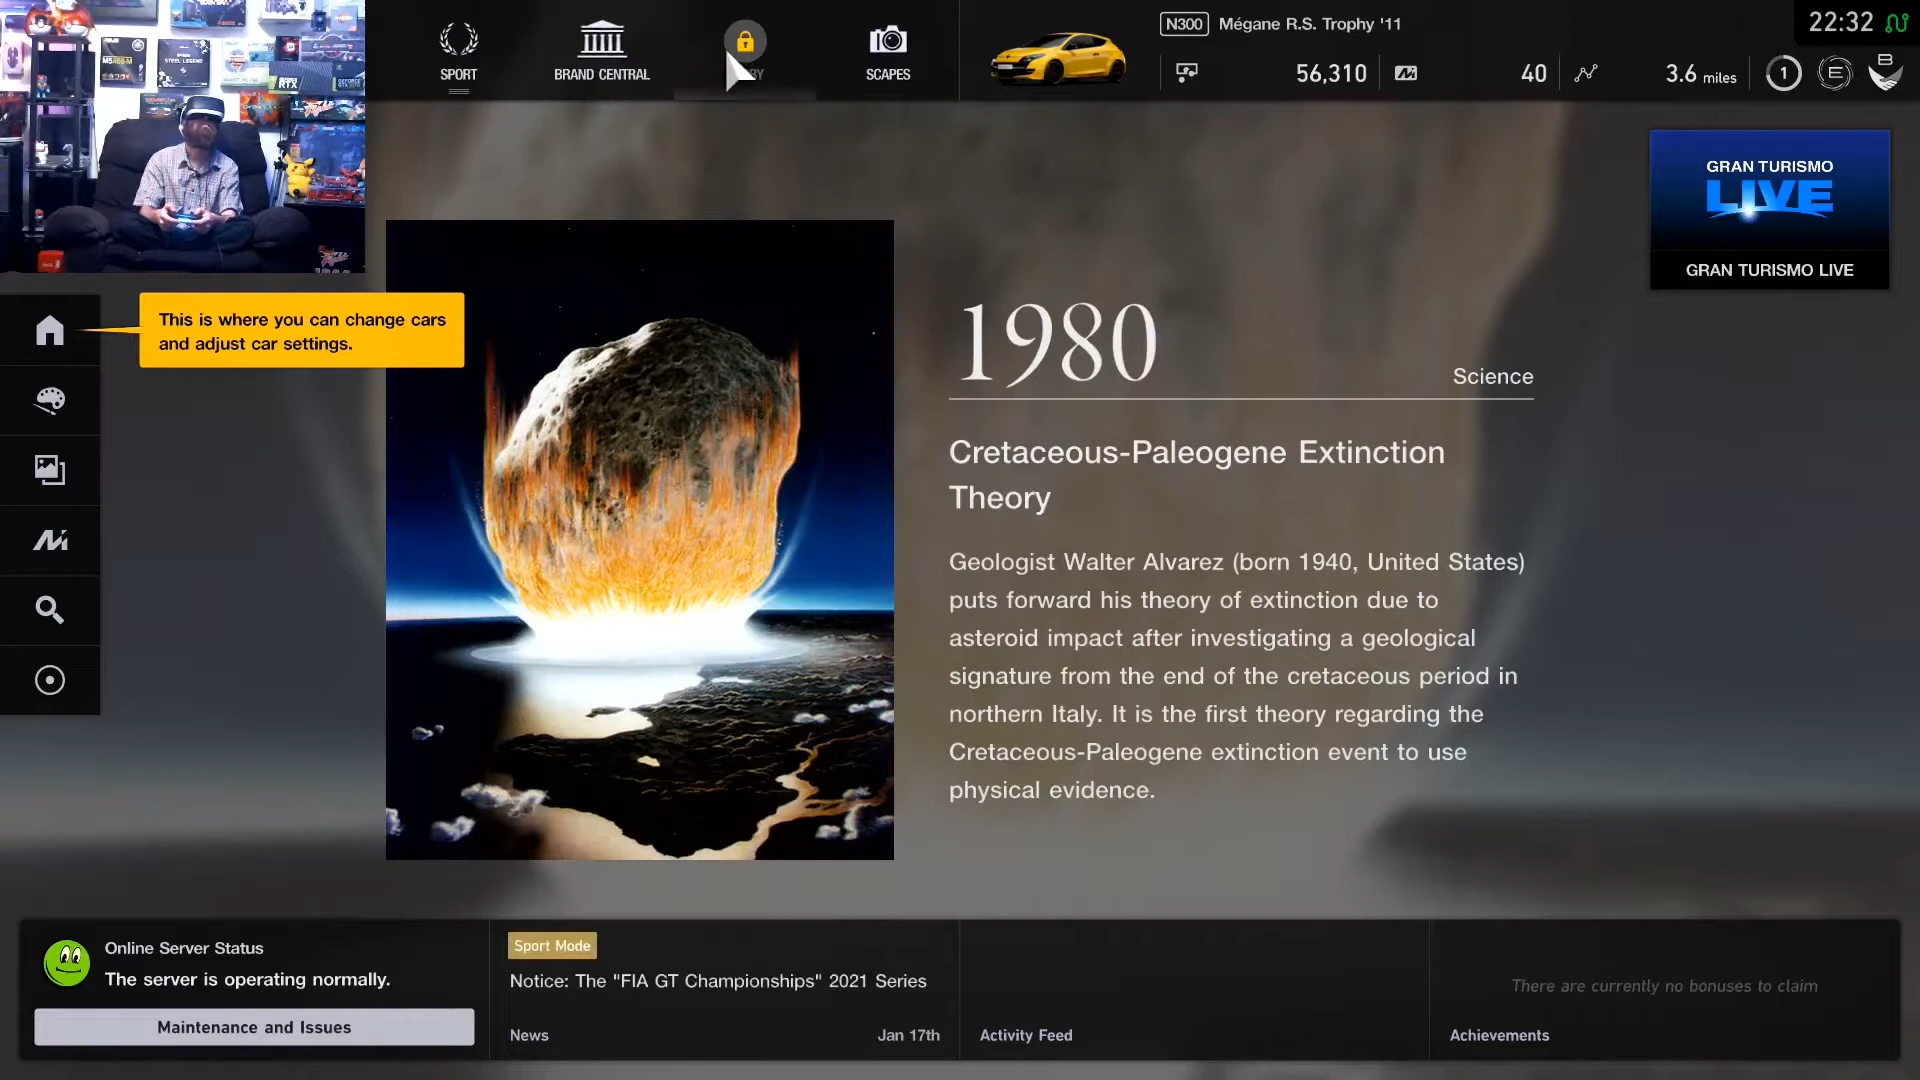 SPORT
BRAND CENTRAL
SCAPES
N300 Mégane R.S. Trophy '11
56,310
40
3.6 miles
1
E
B
22:32
GRAN TURISMO
LIVE
GRAN TURISMO LIVE
This is where you can change cars
and adjust car settings.
1980
Science
Cretaceous-Paleogene Extinction
Theory
Geologist Walter Alvarez (born 1940, United States)
puts forward his theory of extinction due to
asteroid impact after investigating a geological
signature from the end of the cretaceous period in
northern Italy. It is the first theory regarding the
Cretaceous-Paleogene extinction event to use
physical evidence.
Online Server Status
The server is operating normally.
Maintenance and Issues
Sport Mode
Notice: The "FIA GT Championships" 2021 Series
News
Jan 17th
Activity Feed
There are currently no bonuses to claim
Achievements